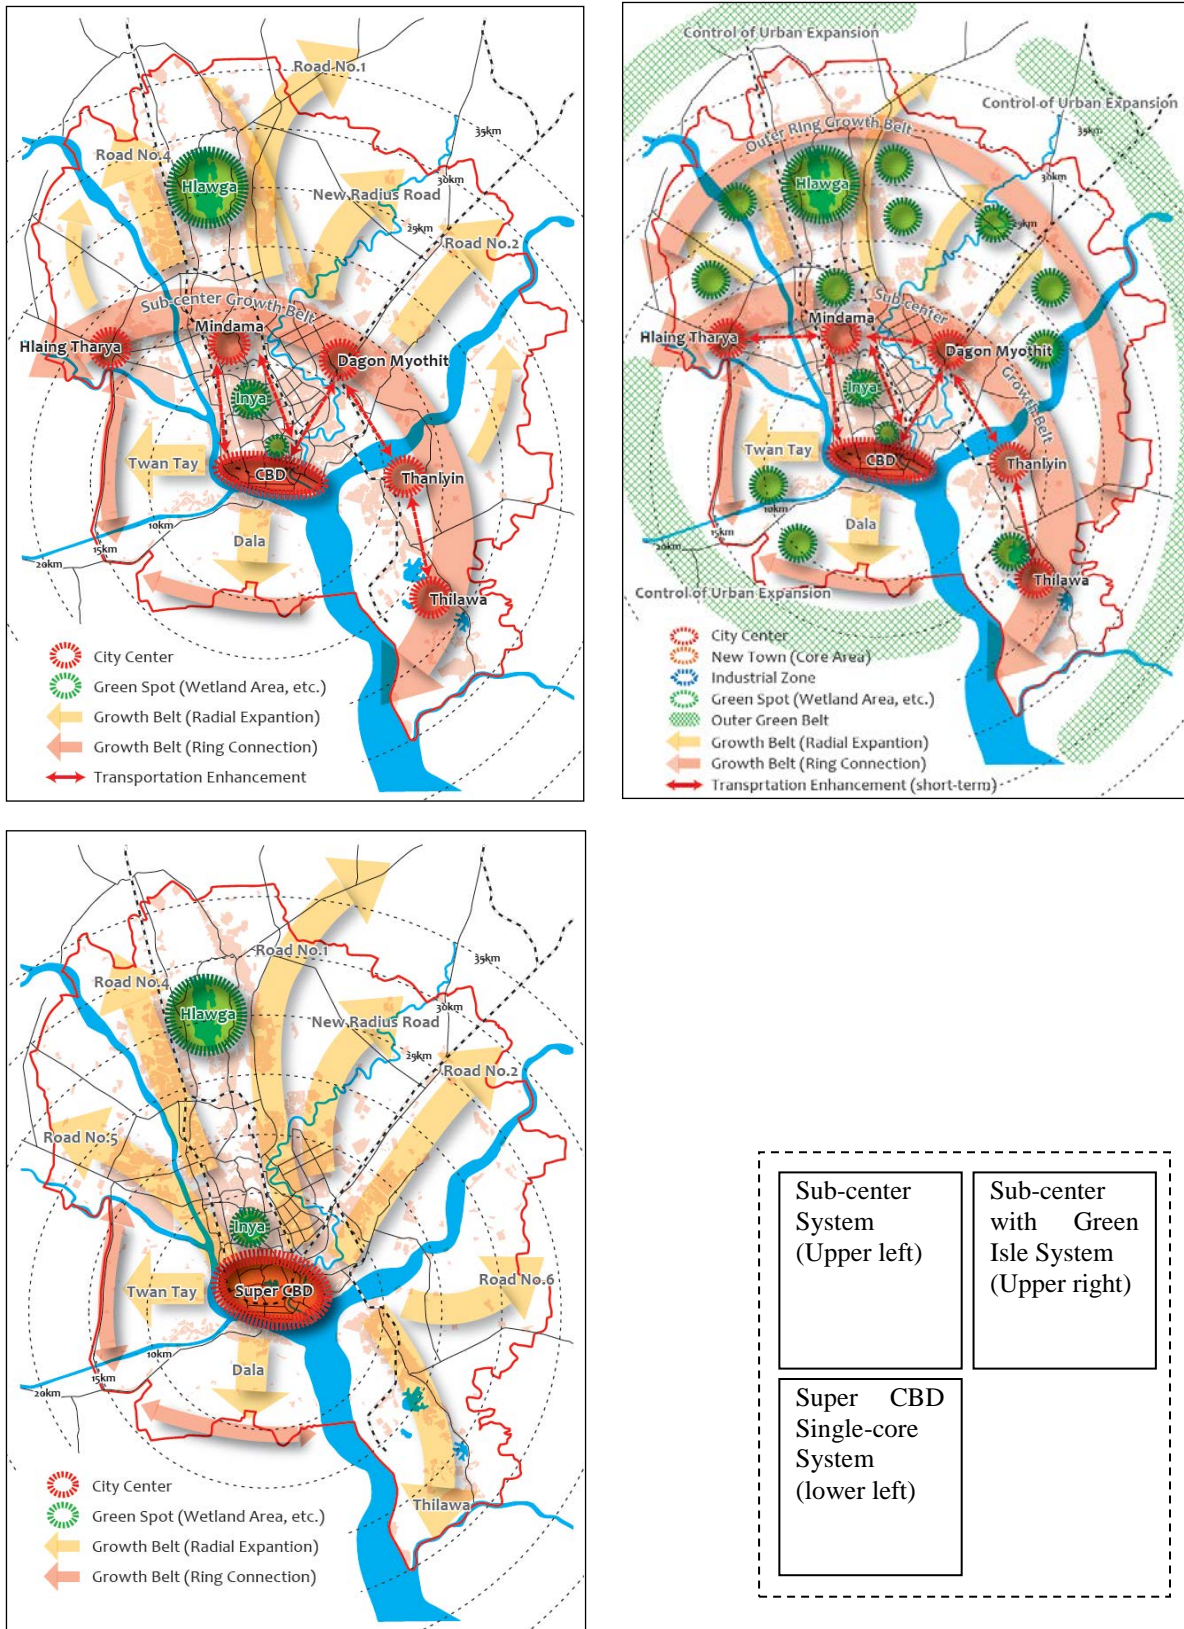 Road No.1
Road No.4
35km
30km
Hlawga
New Radius Road
25km
Road No.2
Sub-center Growth Belt
Mindama
Hlaing Tharya
Dagon Myothit
Inya
Twan Tay
CBD
Thanlyin
10km
Dala
15km
20km
Thilawa
City Center
Green Spot (Wetland Area, etc.)
Growth Belt (Radial Expantion)
Growth Belt (Ring Connection)
Transportation Enhancement
Control of Urban Expansion
Control of Urban Expansion
35km
Outer Ring Growth Belt
30km
Hlawga
25km
Sub-center
Growth Belt
Mindama
Hlaing Tharya
Dagon Myothit
Inya
Twan Tay
CBD
Thanlyin
10km
Dala
15km
20km
Thilawa
Control of Urban Expansion
City Center
New Town (Core Area)
Industrial Zone
Green Spot (Wetland Area, etc.)
Outer Green Belt
Growth Belt (Radial Expantion)
Growth Belt (Ring Connection)
Transprtation Enhancement (short-term)
Road No.1
35km
Road No.4
30km
Hlawga
New Radius Road
25km
Road No.2
Road No.5
Inya
Road No.6
Twan Tay
Super CBD
10km
Dala
15km
20km
Thilawa
City Center
Green Spot (Wetland Area, etc.)
Growth Belt (Radial Expantion)
Growth Belt (Ring Connection)
Sub-center
System
(Upper left)
Sub-center
with Green
Isle System
(Upper right)
Super CBD
Single-core
System
(lower left)